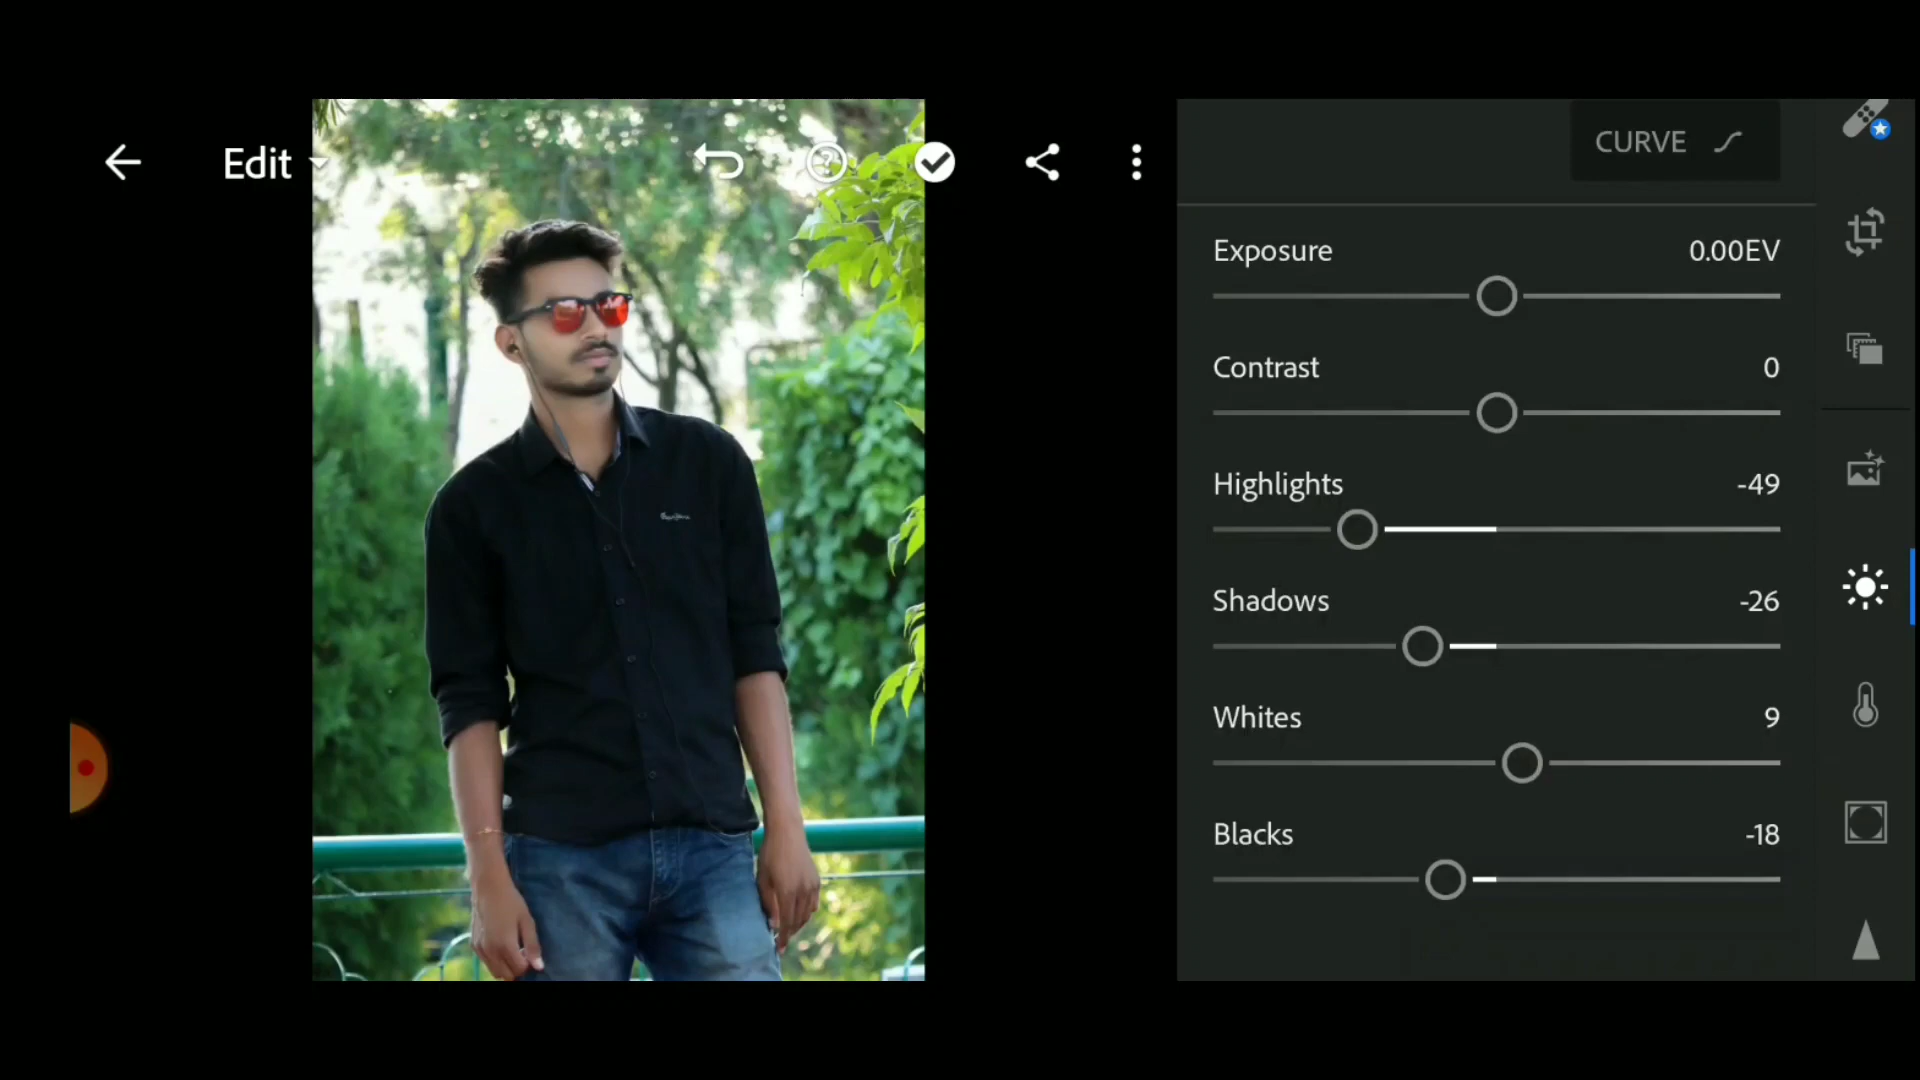 Edit
CURVE
Exposure 0.00EV
Contrast 0
Highlights -49
Shadows -26
Whites 9
Blacks -18